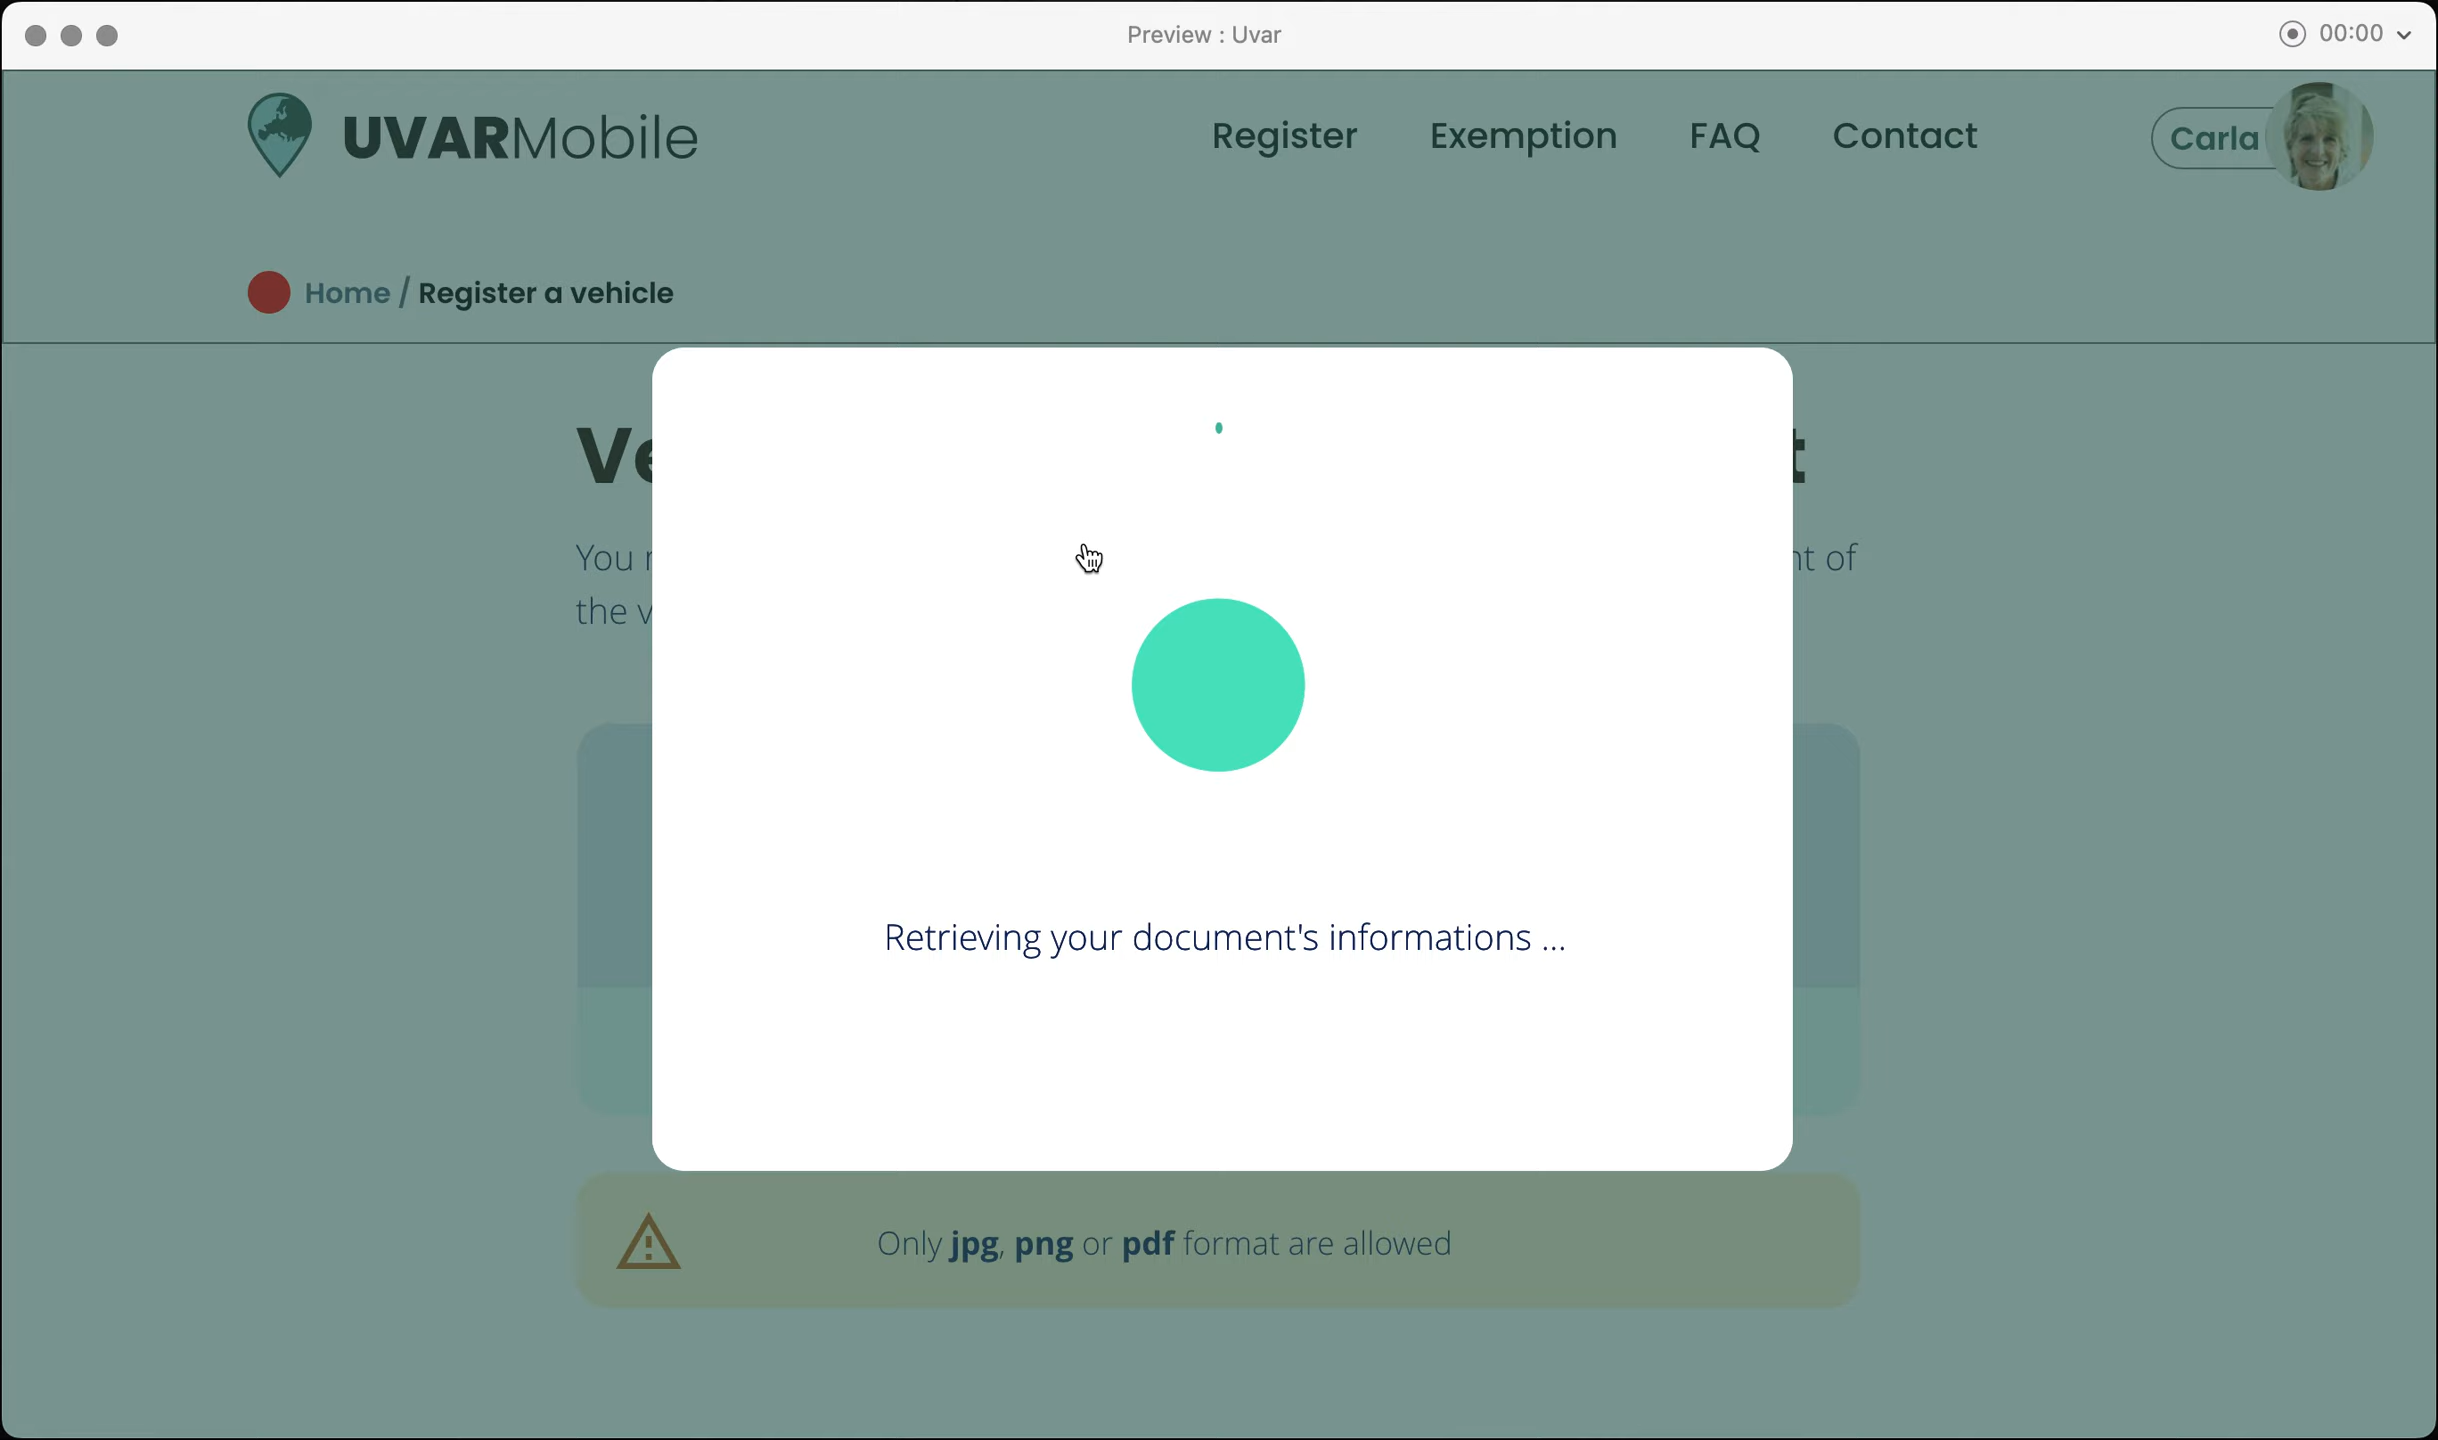 Preview : Uvar
00:00
UVARMobile
Register
Exemption
FAQ
Contact
Carla
Home / Register a vehicle
You
nt of
the v
Retrieving your document's informations ...
Only jpg, png or pdf format are allowed